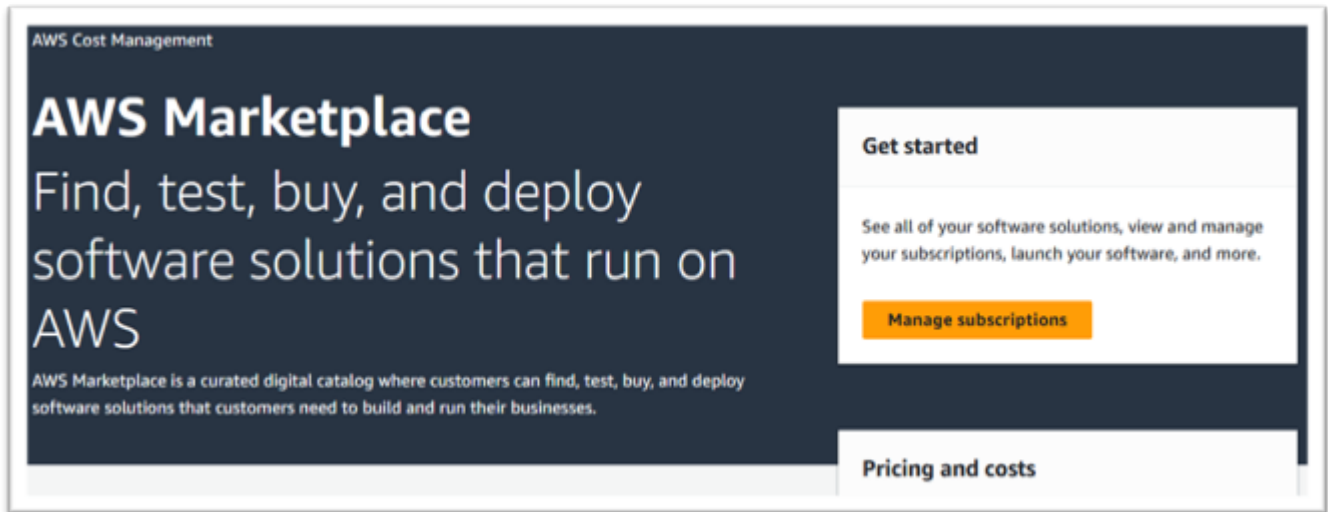 AWS Cost Management
AWS Marketplace
Find, test, buy, and deploy
software solutions that run on
AWS
AWS Marketplace is a curated digital catalog where customers can find, test, buy, and deploy
software solutions that customers need to build and run their businesses.
Get started
See all of your software solutions, view and manage
your subscriptions, launch your software, and more.
Manage subscriptions
Pricing and costs